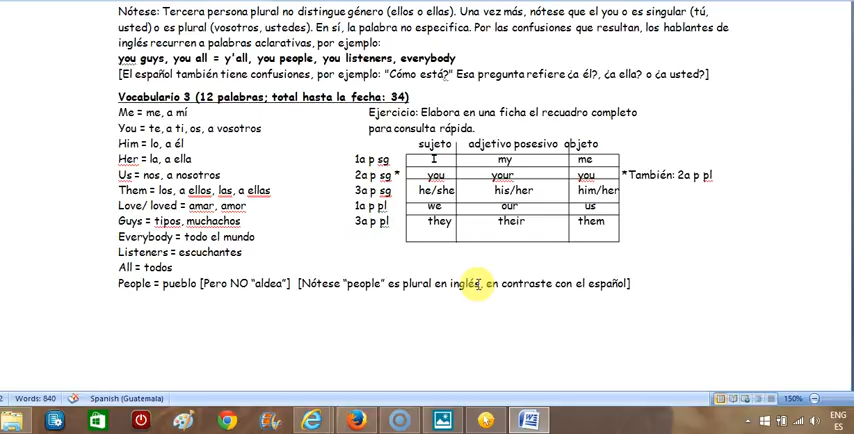 Nótese: Tercera persona plural no distingue género (ellos o ellas). Una vez más, nótese que el you o es singular (tú,
usted) o es plural (vosotros, ustedes). En sí, la palabra no especifica. Por las confusiones que resultan, los hablantes de
inglés recurren a palabras aclarativas, por ejemplo:
you guys, you all = y'all, you people, you listeners, everybody
[El español también tiene confusiones, por ejemplo: "Cómo está?" Esa pregunta refiere ¿a él?, ¿a ella? o ¿a usted?]
Vocabulario 3 (12 palabras; total hasta la fecha: 34)
Me = me, a mí
You = te, a ti, os, a vosotros
Him = lo, a él
Her = la, a ella
Us = nos, a nosotros
Them = los, a ellos, las, a ellas
Love/ loved = amar, amor
Guys = tipos, muchachos
Everybody = todo el mundo
Listeners = escuchantes
All = todos
People = pueblo [Pero NO "aldea"] [Nótese "people" es plural en inglés, en contraste con el español]
Ejercicio: Elabora en una ficha el recuadro completo
para consulta rápida.
sujeto adjetivo posesivo objeto
1a p sg I my me
2a p sg * you your you *También: 2a p pl
3a p sg he/she his/her him/her
1a p pl we our us
3a p pl they their them
2 Words: 840 Spanish (Guatemala) 150%
ENG
ES